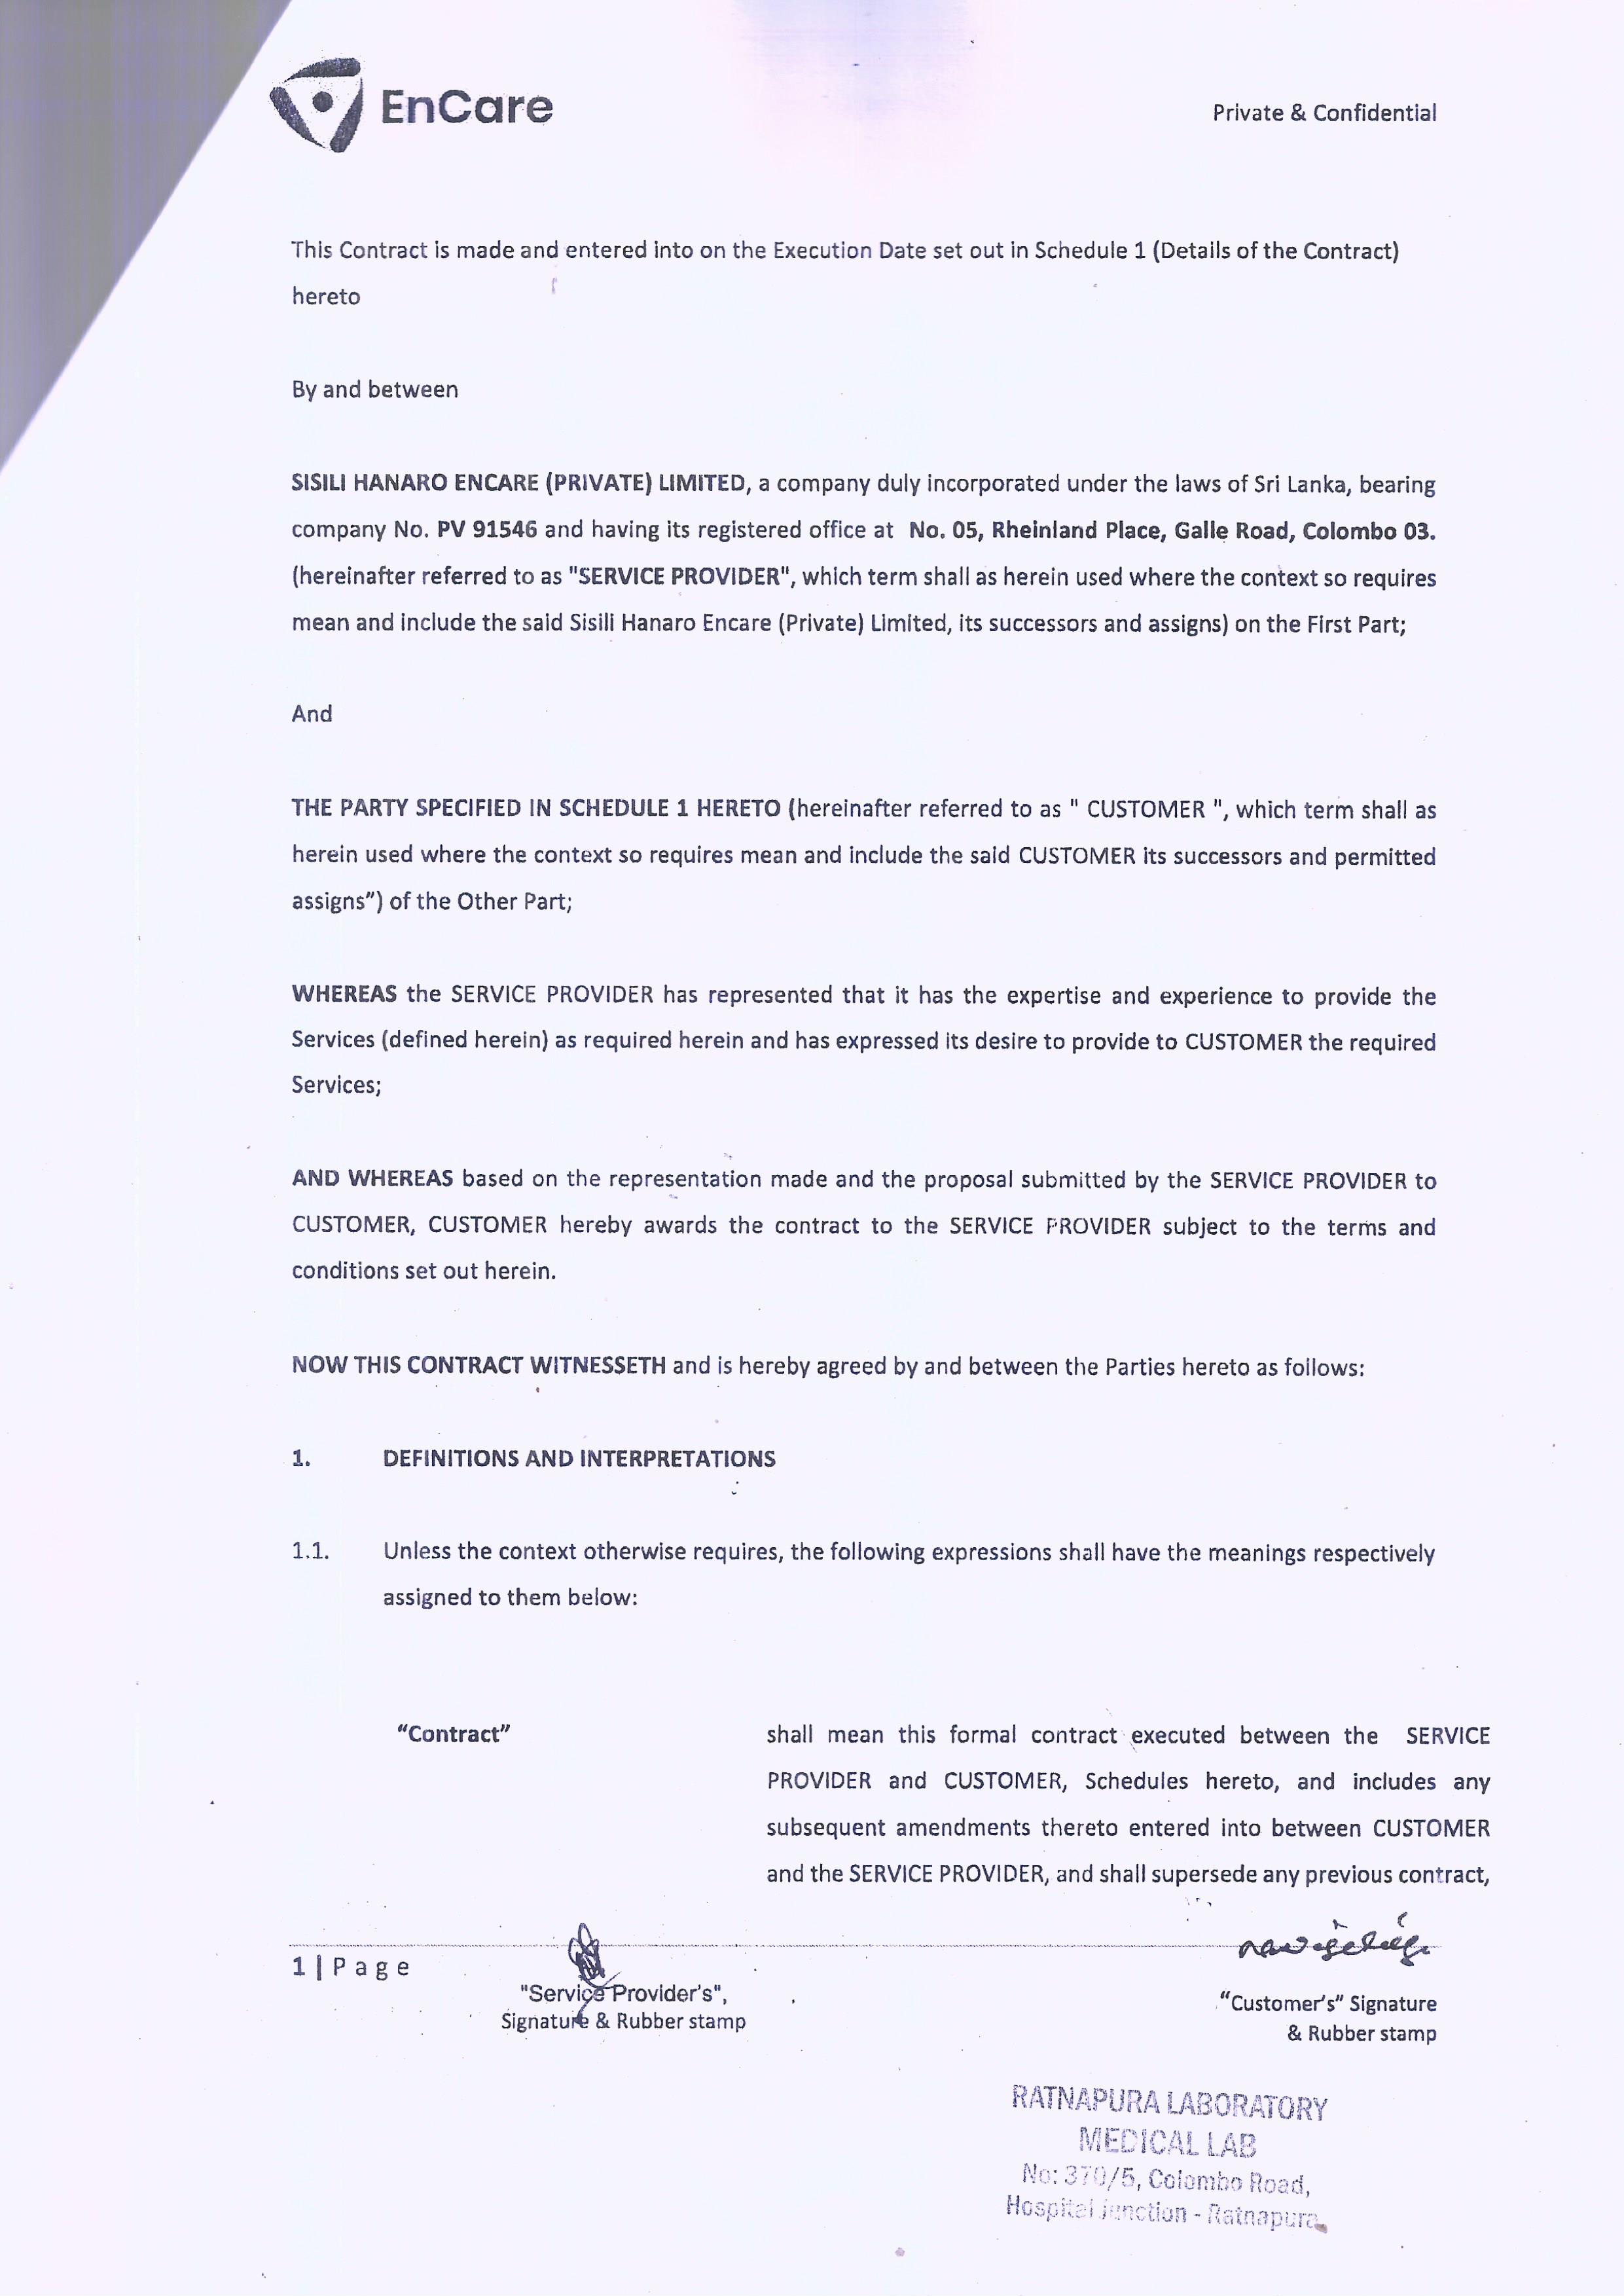 EnCare
Private & Confidential
This Contract is made and entered into on the Execution Date set out in Schedule 1 (Details of the Contract)
hereto
By and between
SISILI HANARO ENCARE (PRIVATE) LIMITED, a company duly incorporated under the laws of Sri Lanka, bearing
company No. PV 91546 and having its registered office at No. 05, Rheinland Place, Galle Road, Colombo 03.
(hereinafter referred to as "SERVICE PROVIDER", which term shall as herein used where the context so requires
mean and include the said Sisili Hanaro Encare (Private) Limited, its successors and assigns) on the First Part;
And
THE PARTY SPECIFIED IN SCHEDULE 1 HERETO (hereinafter referred to as " CUSTOMER ", which term shall as
herein used where the context so requires mean and include the said CUSTOMER its successors and permitted
assigns”) of the Other Part;
WHEREAS the SERVICE PROVIDER has represented that it has the expertise and experience to provide the
Services (defined herein) as required herein and has expressed its desire to provide to CUSTOMER the required
Services;
AND WHEREAS based on the representation made and the proposal submitted by the SERVICE PROVIDER to
CUSTOMER, CUSTOMER hereby awards the contract to the SERVICE PROVIDER subject to the terms and
conditions set out herein.
NOW THIS CONTRACT WITNESSETH and is hereby agreed by and between the Parties hereto as follows:
1. DEFINITIONS AND INTERPRETATIONS
1.1. Unless the context otherwise requires, the following expressions shall have the meanings respectively
assigned to them below:
“Contract” shall mean this formal contract executed between the SERVICE
PROVIDER and CUSTOMER, Schedules hereto, and includes any
subsequent amendments thereto entered into between CUSTOMER
and the SERVICE PROVIDER, and shall supersede any previous contract,
1 | Page
"Service Provider's",
Signature & Rubber stamp
“Customer’s” Signature
& Rubber stamp
RATNAPURA LABORATORY
MEDICAL LAB
No: 370/5, Colombo Road,
Hospital Junction - Ratnapura.